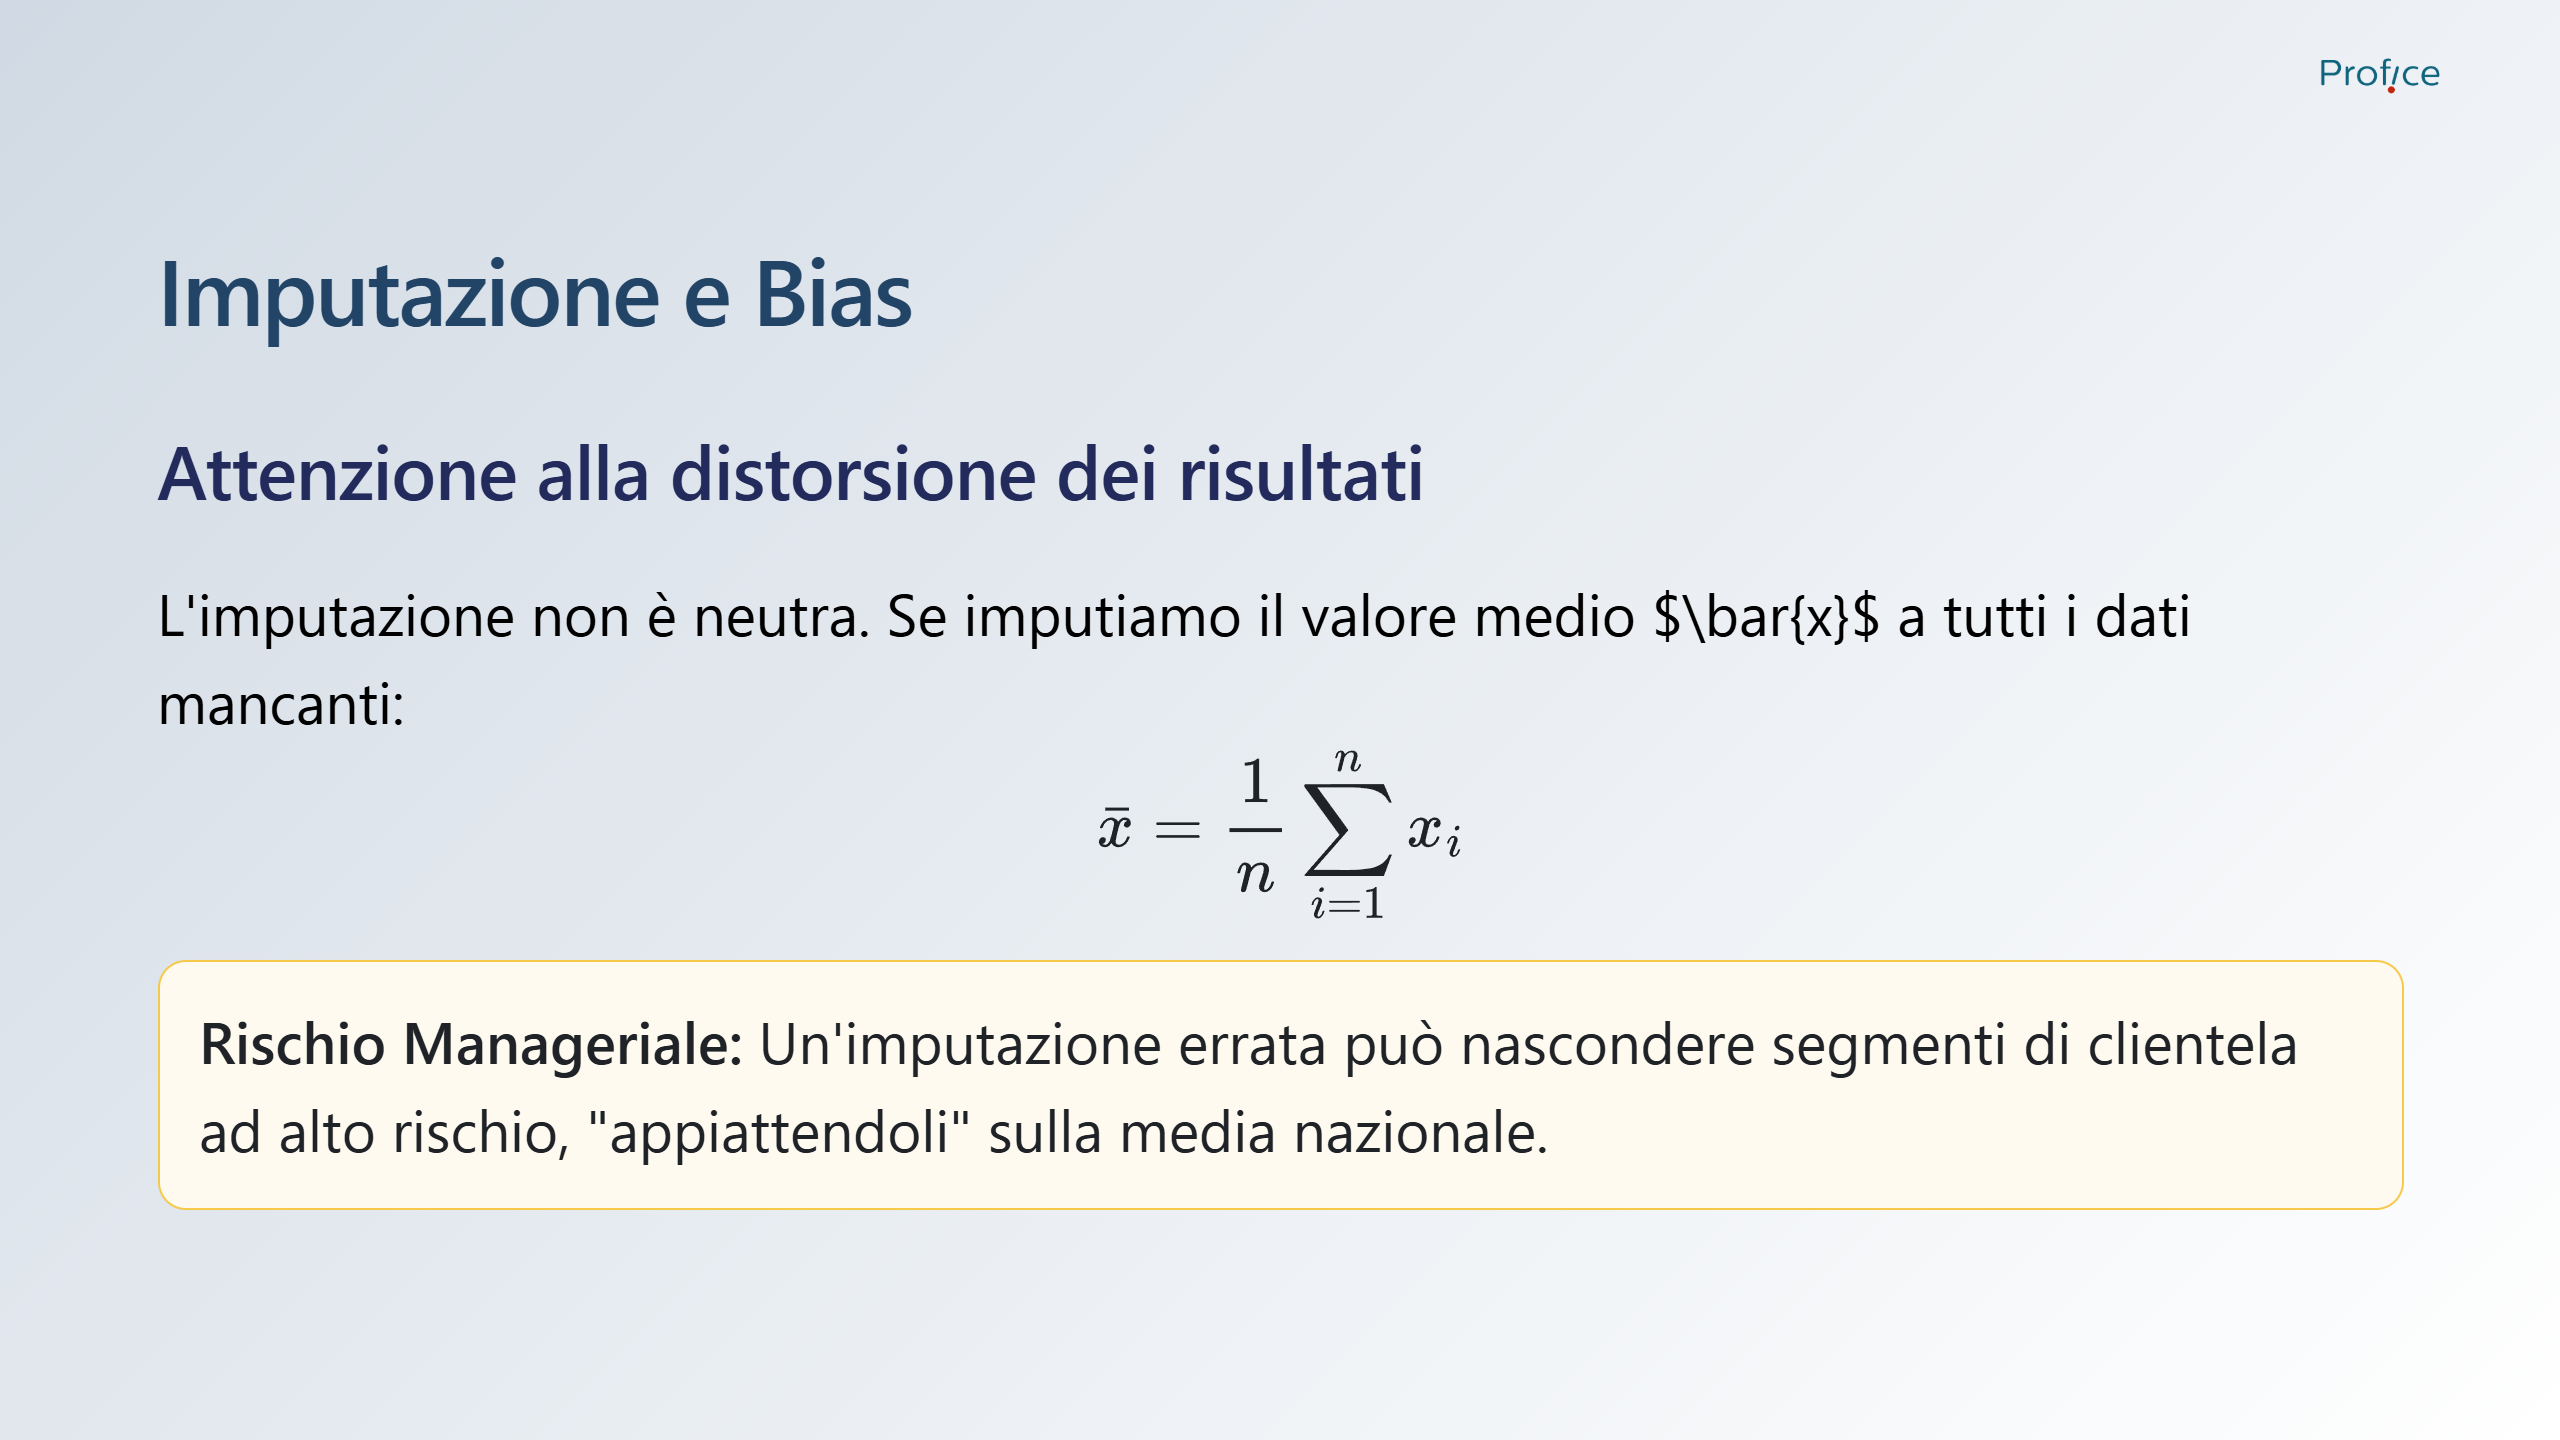 Profice
Imputazione e Bias
Attenzione alla distorsione dei risultati
L'imputazione non è neutra. Se imputiamo il valore medio $\bar{x}$ a tutti i dati
mancanti:
x̄ = 1/n ∑_{i=1}^{n} x_i
Rischio Manageriale: Un'imputazione errata può nascondere segmenti di clientela
ad alto rischio, "appiattendoli" sulla media nazionale.